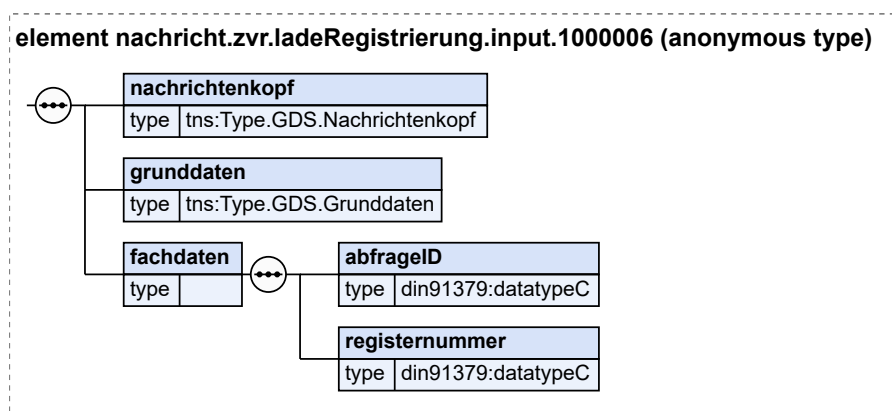 element nachricht.zvr.ladeRegistrierung.input.1000006 (anonymous type)
nachrichtenkopf
type tns:Type.GDS.Nachrichtenkopf
grunddaten
type tns:Type.GDS.Grunddaten
fachdaten
type
abfrageID
type din91379:datatypeC
registernummer
type din91379:datatypeC